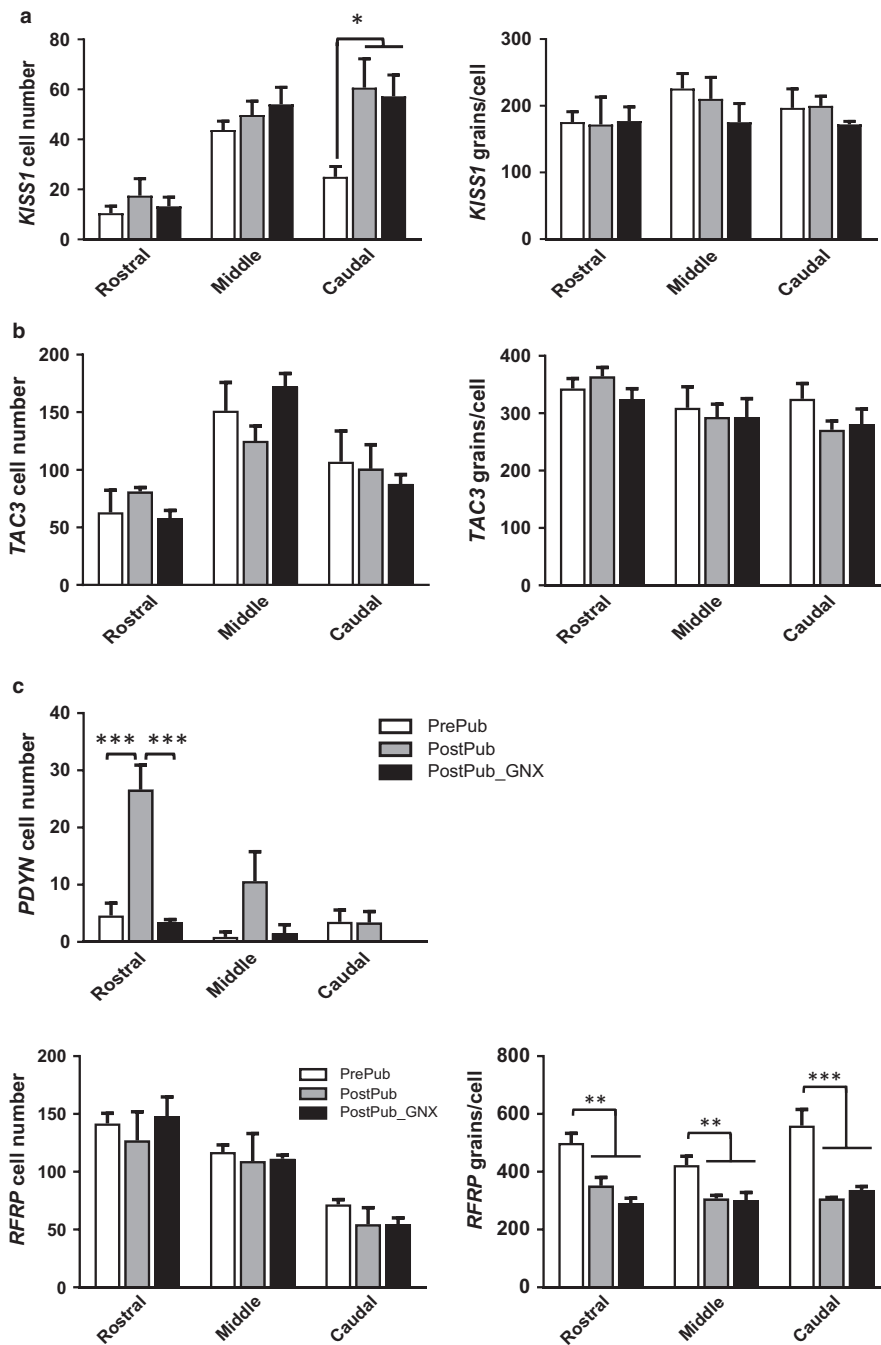 a
*
KISS1 cell number
80
60
40
20
0
Rostral
Middle
Caudal
KISS1 grains/cell
300
200
100
0
Rostral
Middle
Caudal
b
TAC3 cell number
200
150
100
50
0
Rostral
Middle
Caudal
TAC3 grains/cell
400
300
200
100
0
Rostral
Middle
Caudal
c
PDYN cell number
40
30
20
10
0
*** ***
Rostral
Middle
Caudal
PrePub
PostPub
PostPub_GNX
RFRP cell number
200
150
100
50
0
Rostral
Middle
Caudal
PrePub
PostPub
PostPub_GNX
RFRP grains/cell
800
600
400
200
0
**
**
***
Rostral
Middle
Caudal